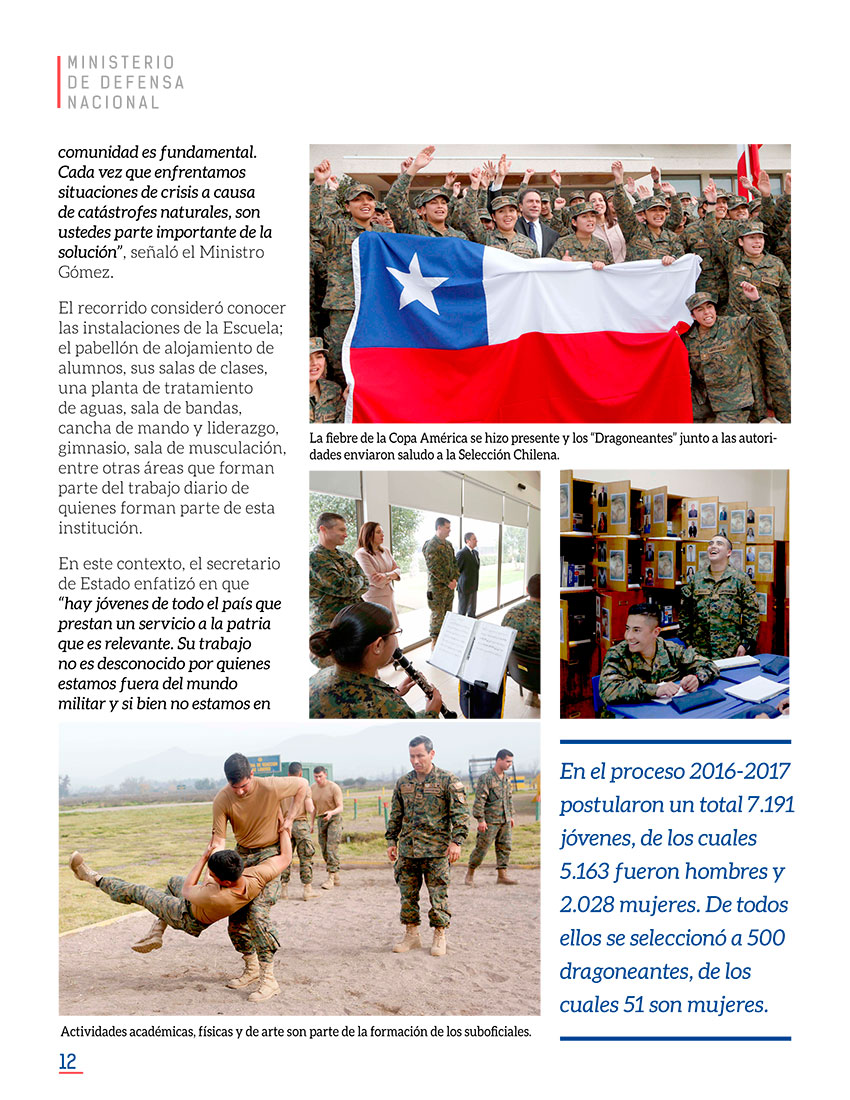 MINISTERIO
DE DEFENSA
NACIONAL
comunidad es fundamental.
Cada vez que enfrentamos
situaciones de crisis a causa
de catástrofes naturales, son
ustedes parte importante de la
solución”, señaló el Ministro
Gómez.
El recorrido consideró conocer
las instalaciones de la Escuela;
el pabellón de alojamiento de
alumnos, sus salas de clases,
una planta de tratamiento
de aguas, sala de bandas,
cancha de mando y liderazgo,
gimnasio, sala de musculación,
entre otras áreas que forman
parte del trabajo diario de
quienes forman parte de esta
institución.
En este contexto, el secretario
de Estado enfatizó en que
“hay jóvenes de todo el país que
prestan un servicio a la patria
que es relevante. Su trabajo
no es desconocido por quienes
estamos fuera del mundo
militar y si bien no estamos en
La fiebre de la Copa América se hizo presente y los “Dragoneantes” junto a las autori-
dades enviaron saludo a la Selección Chilena.
En el proceso 2016-2017
postularon un total 7.191
jóvenes, de los cuales
5.163 fueron hombres y
2.028 mujeres. De todos
ellos se seleccionó a 500
dragoneantes, de los
cuales 51 son mujeres.
Actividades académicas, físicas y de arte son parte de la formación de los suboficiales.
12